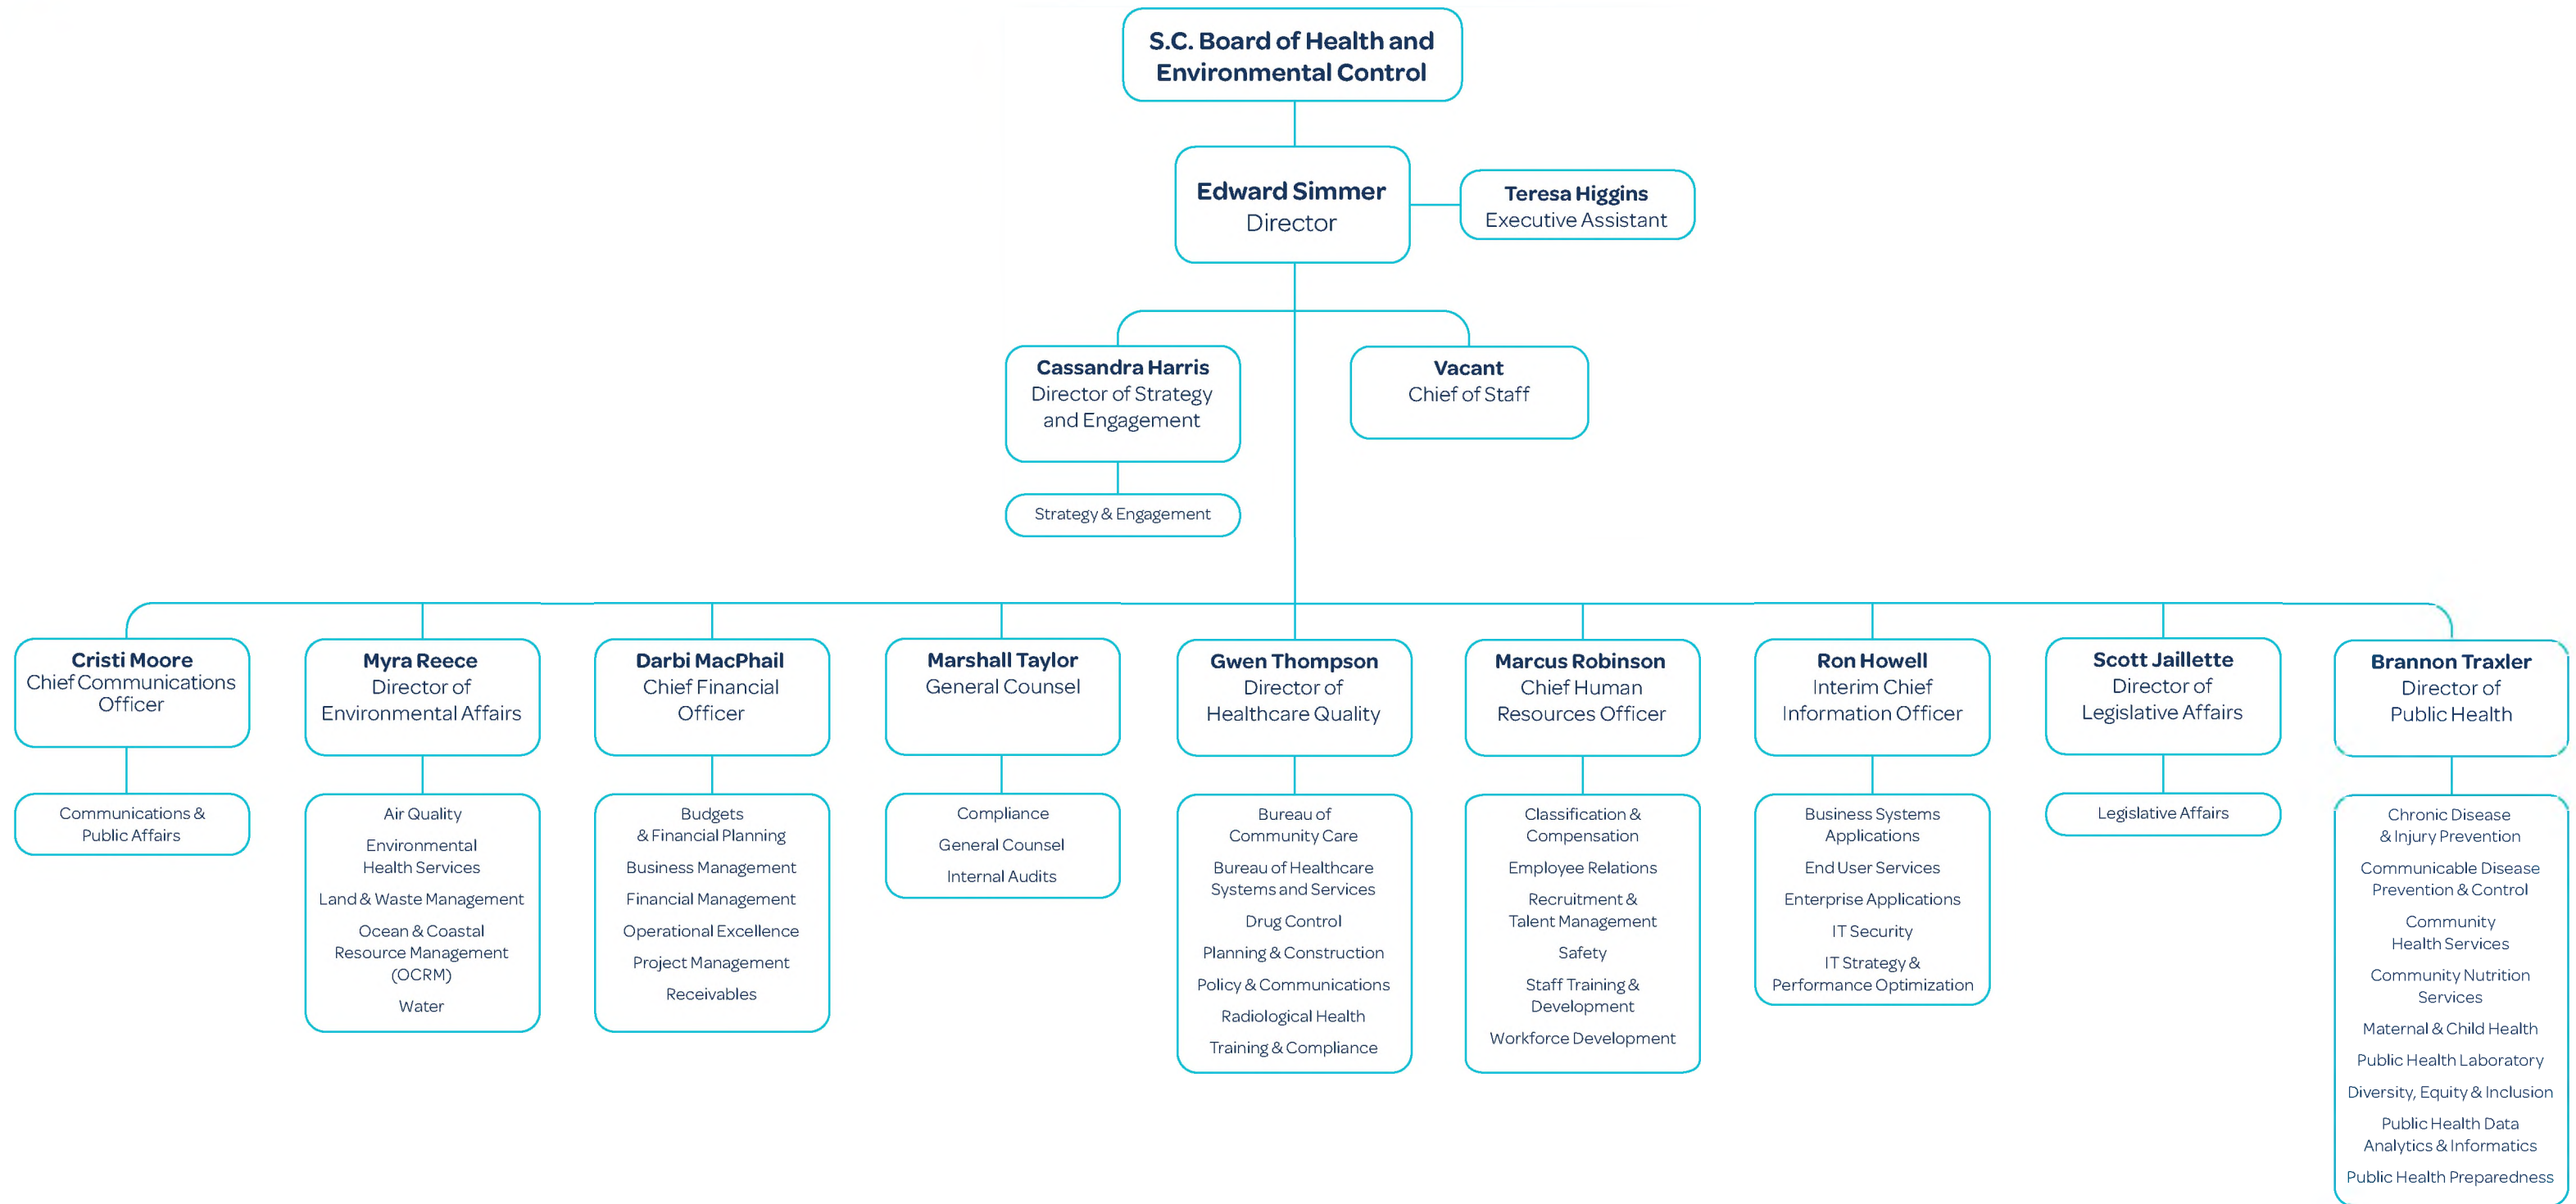 S.C. Board of Health and
Environmental Control
Edward Simmer
Director
Teresa Higgins
Executive Assistant
Cassandra Harris
Director of Strategy
and Engagement
Strategy & Engagement
Vacant
Chief of Staff
Cristi Moore
Chief Communications
Officer
Communications &
Public Affairs
Myra Reece
Director of
Environmental Affairs
Air Quality
Environmental
Health Services
Land & Waste Management
Ocean & Coastal
Resource Management
(OCRM)
Water
Darbi MacPhail
Chief Financial
Officer
Budgets
& Financial Planning
Business Management
Financial Management
Operational Excellence
Project Management
Receivables
Marshall Taylor
General Counsel
Compliance
General Counsel
Internal Audits
Gwen Thompson
Director of
Healthcare Quality
Bureau of
Community Care
Bureau of Healthcare
Systems and Services
Drug Control
Planning & Construction
Policy & Communications
Radiological Health
Training & Compliance
Marcus Robinson
Chief Human
Resources Officer
Classification &
Compensation
Employee Relations
Recruitment &
Talent Management
Safety
Staff Training &
Development
Workforce Development
Ron Howell
Interim Chief
Information Officer
Business Systems
Applications
End User Services
Enterprise Applications
IT Security
IT Strategy &
Performance Optimization
Scott Jaillette
Director of
Legislative Affairs
Legislative Affairs
Brannon Traxler
Director of
Public Health
Chronic Disease
& Injury Prevention
Communicable Disease
Prevention & Control
Community
Health Services
Community Nutrition
Services
Maternal & Child Health
Public Health Laboratory
Diversity, Equity & Inclusion
Public Health Data
Analytics & Informatics
Public Health Preparedness